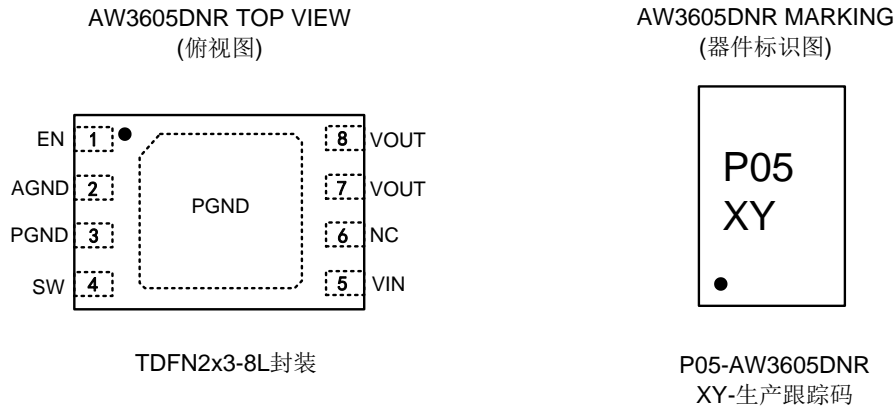 AW3605DNR TOP VIEW
(俯视图)
EN 1 8 VOUT
AGND 2 7 VOUT
PGND
PGND 3 6 NC
SW 4 5 VIN
TDFN2x3-8L封装
AW3605DNR MARKING
(器件标识图)
P05
XY
P05-AW3605DNR
XY-生产跟踪码